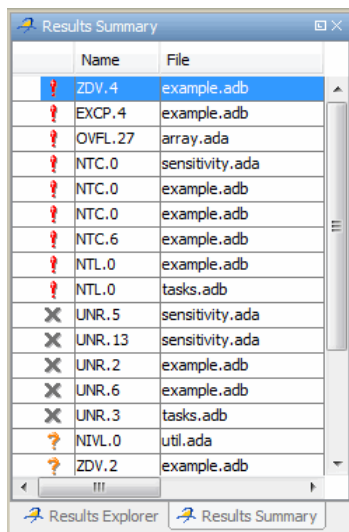 Results Summary
Name File
ZDV.4 example.adb
EXCP.4 example.adb
OVFL.27 array.ada
NTC.0 sensitivity.ada
NTC.0 example.adb
NTC.0 example.adb
NTC.6 example.adb
NTL.0 example.adb
NTL.0 tasks.adb
UNR.5 sensitivity.ada
UNR.13 sensitivity.ada
UNR.2 example.adb
UNR.6 example.adb
UNR.3 tasks.adb
NIVL.0 util.ada
ZDV.2 example.adb
Results Explorer Results Summary